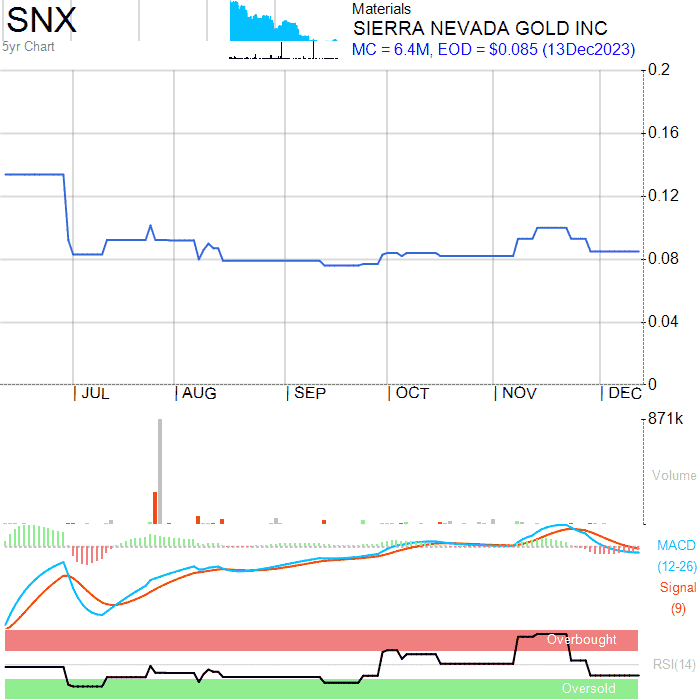 SNX
5yr Chart
Materials
SIERRA NEVADA GOLD INC
MC = 6.4M, EOD = $0.085 (13Dec2023)
0.2
0.16
0.12
0.08
0.04
0
| JUL | AUG | SEP | OCT | NOV | DEC
871k
Volume
MACD
(12-26)
Signal
(9)
Overbought
RSI(14)
Oversold